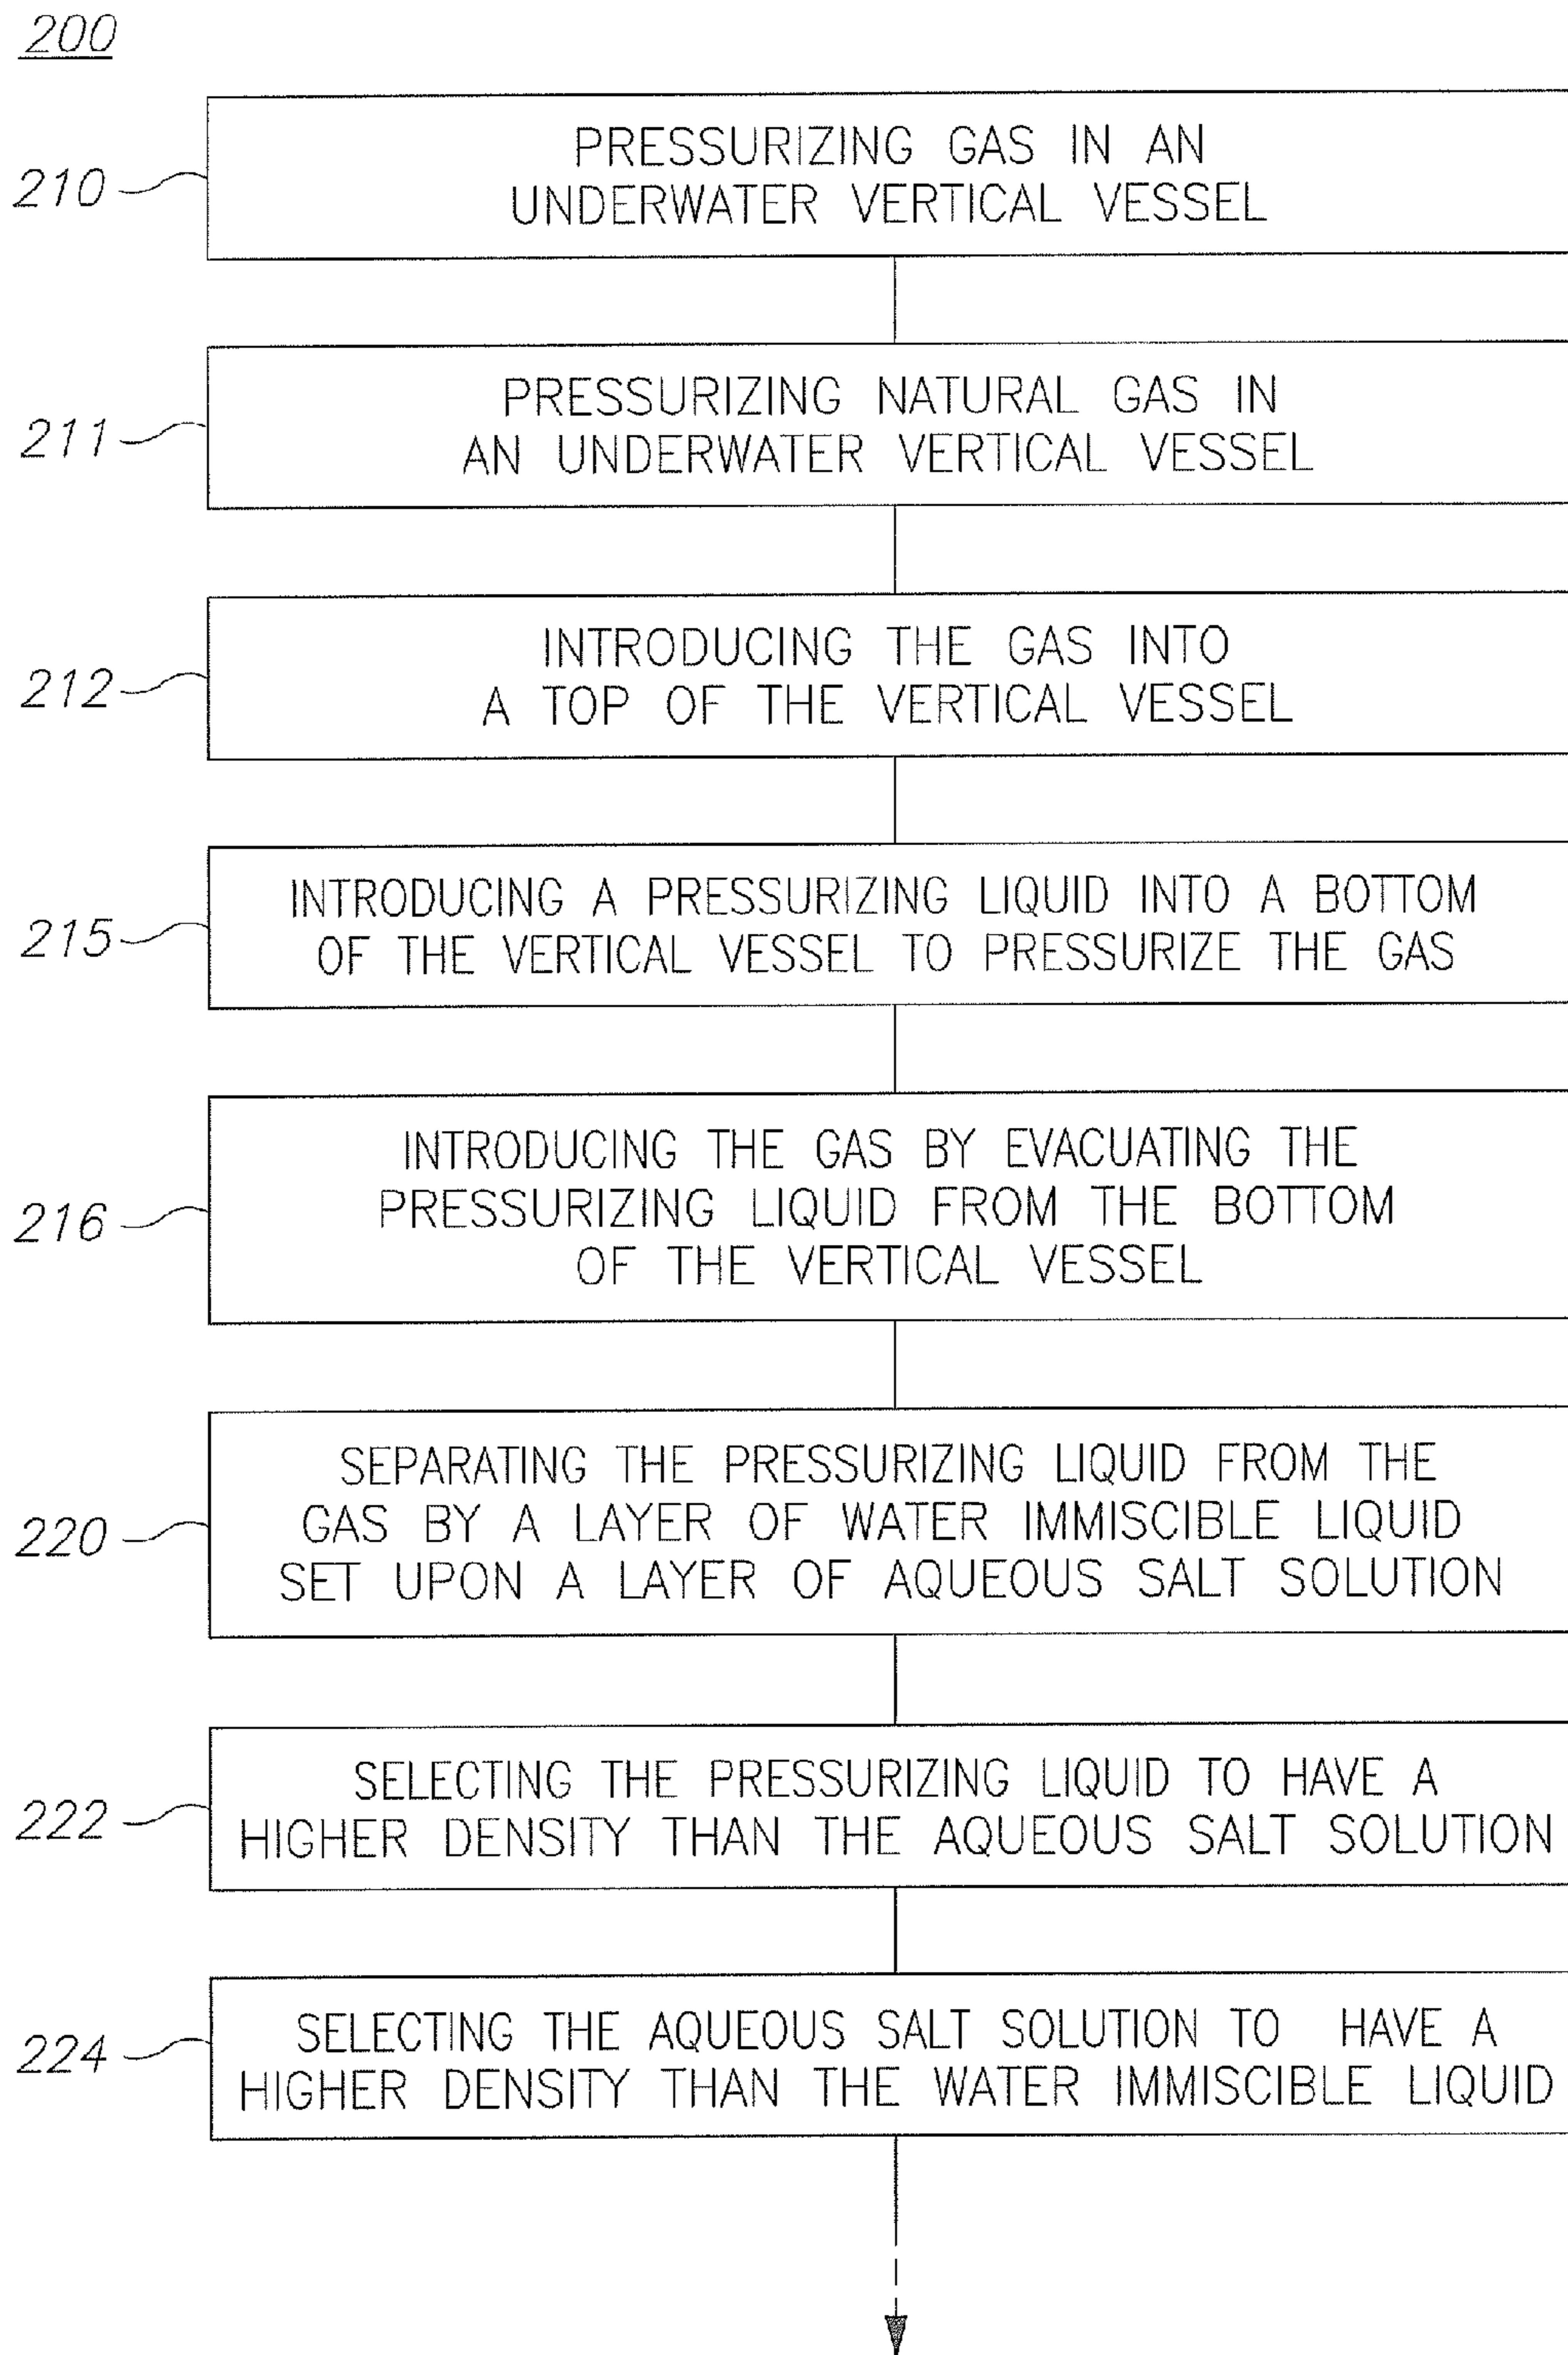 200
210
PRESSURIZING GAS IN AN
UNDERWATER VERTICAL VESSEL
211
PRESSURIZING NATURAL GAS IN
AN UNDERWATER VERTICAL VESSEL
212
INTRODUCING THE GAS INTO
A TOP OF THE VERTICAL VESSEL
215
INTRODUCING A PRESSURIZING LIQUID INTO A BOTTOM
OF THE VERTICAL VESSEL TO PRESSURIZE THE GAS
216
INTRODUCING THE GAS BY EVACUATING THE
PRESSURIZING LIQUID FROM THE BOTTOM
OF THE VERTICAL VESSEL
220
SEPARATING THE PRESSURIZING LIQUID FROM THE
GAS BY A LAYER OF WATER IMMISCIBLE LIQUID
SET UPON A LAYER OF AQUEOUS SALT SOLUTION
222
SELECTING THE PRESSURIZING LIQUID TO HAVE A
HIGHER DENSITY THAN THE AQUEOUS SALT SOLUTION
224
SELECTING THE AQUEOUS SALT SOLUTION TO HAVE A
HIGHER DENSITY THAN THE WATER IMMISCIBLE LIQUID